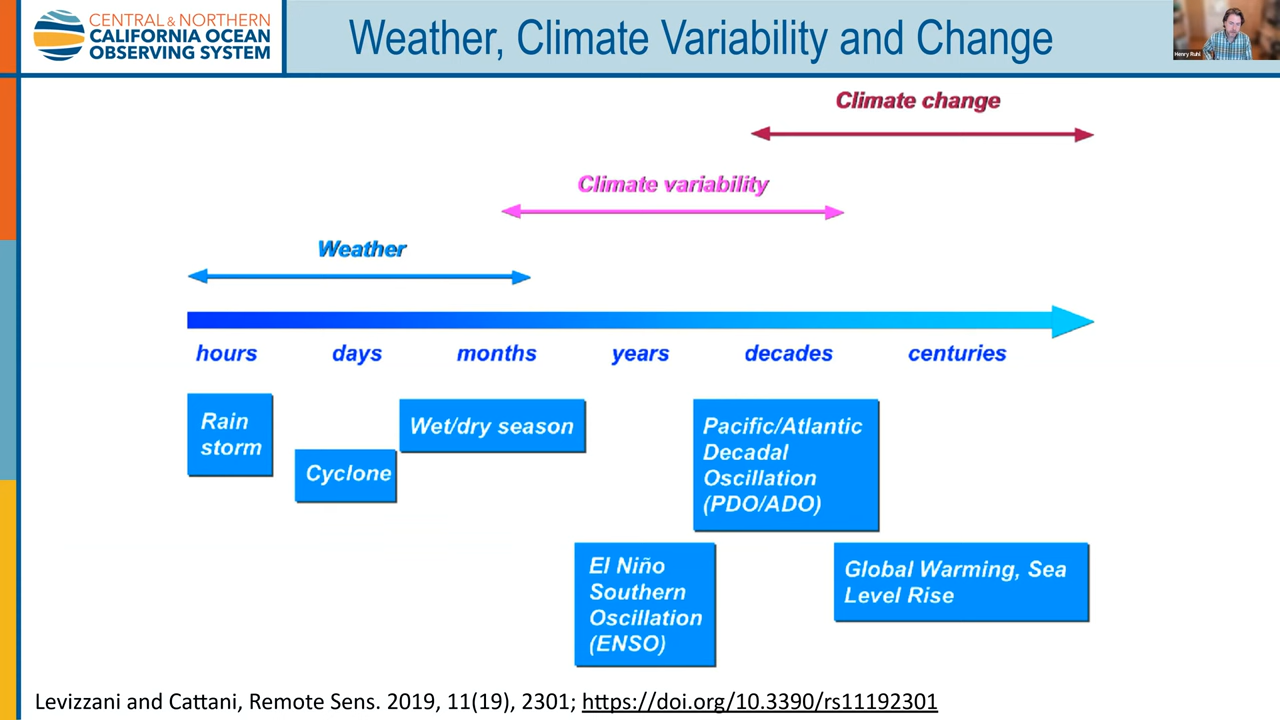 CENTRAL & NORTHERN
CALIFORNIA OCEAN
OBSERVING SYSTEM
Weather, Climate Variability and Change
Henry Ruhl
Climate change
Climate variability
Weather
hours days months years decades centuries
Rain
storm
Cyclone
Wet/dry season
Pacific/Atlantic
Decadal
Oscillation
(PDO/ADO)
El Niño
Southern
Oscillation
(ENSO)
Global Warming, Sea
Level Rise
Levizzani and Cattani, Remote Sens. 2019, 11(19), 2301; https://doi.org/10.3390/rs11192301